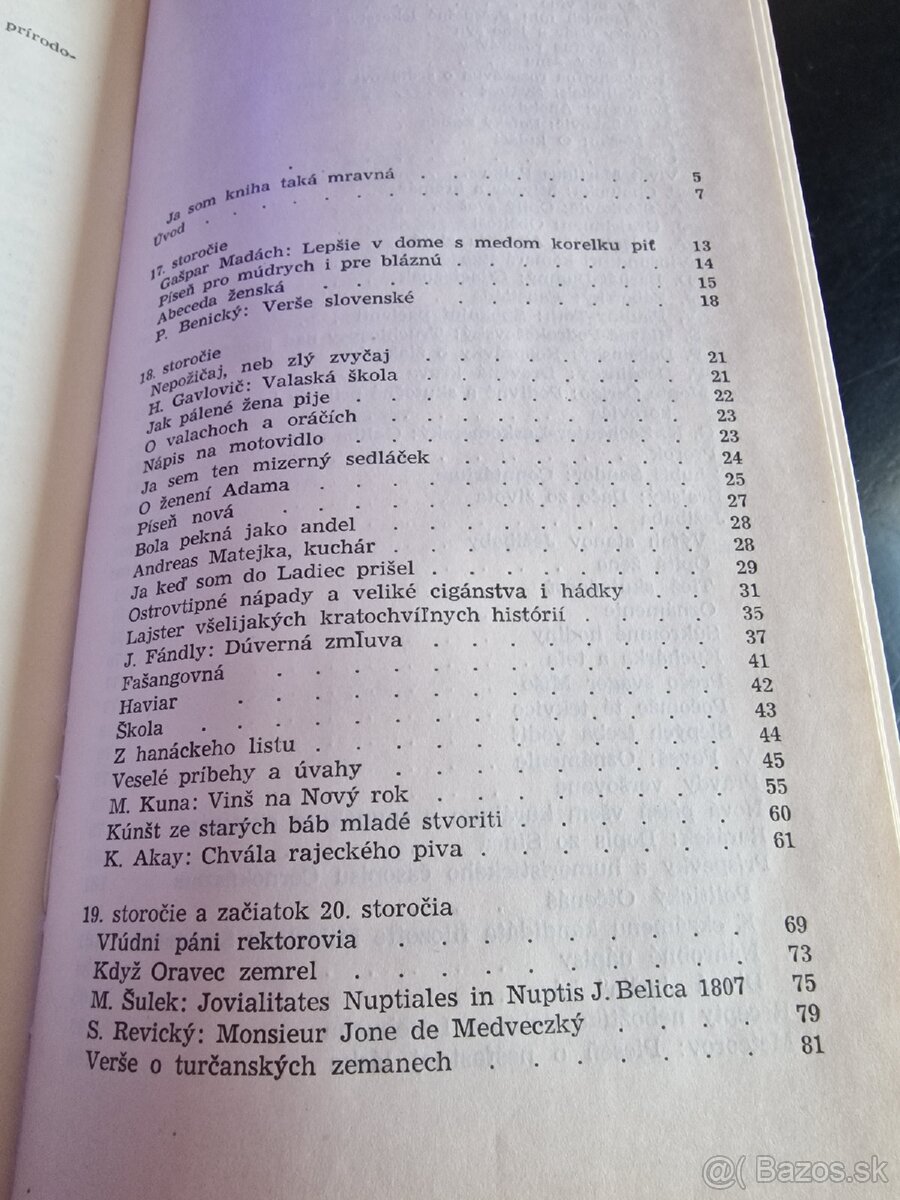 prírodo-
Ja som kniha taká mravná . . . . . . . . 5
Úvod . . . . . . . . . . . . 7
17. storočie
Gašpar Madách: Lepšie v dome s medom korelku piť 13
Píseň pro múdrych i pre bláznú . . . . . . . 14
Abeceda ženská . . . . . . . . . . 15
P. Benický: Verše slovenské . . . . . . . 18
18. storočie
Nepožičaj, neb zlý zvyčaj . . . . . . . . 21
H. Gavlovič: Valaská škola . . . . . . . . 21
Jak pálené žena pije . . . . . . . . . 22
O valachoch a oráčích . . . . . . . . . 23
Nápis na motovidlo . . . . . . . . . . 23
Ja sem ten mizerný sedláček . . . . . . . 24
O ženení Adama . . . . . . . . . . 25
Píseň nová . . . . . . . . . . . 27
Bola pekná jako andel . . . . . . . . . 28
Andreas Matejka, kuchár . . . . . . . . 28
Ja keď som do Ladiec prišel . . . . . . . 29
Ostrovtipné nápady a veliké cigánstva i hádky . . 31
Lajster všelijakých kratochvíľnych histórií . . . 35
J. Fándly: Dúverná zmľuva . . . . . . . 37
Fašangovná . . . . . . . . . . . 41
Haviar . . . . . . . . . . . . 42
Škola . . . . . . . . . . . . 43
Z hanáckeho listu . . . . . . . . . . 44
Veselé príbehy a úvahy . . . . . . . . 45
M. Kuna: Vinš na Nový rok . . . . . . . 55
Kúnšt ze starých báb mladé stvoriti . . . . . 60
K. Akay: Chvála rajeckého piva . . . . . . 61
19. storočie a začiatok 20. storočia
Vľúdni páni rektorovia . . . . . . . . 69
Když Oravec zemrel . . . . . . . . . 73
M. Šulek: Jovialitates Nuptiales in Nuptis J. Belica 1807 75
S. Revický: Monsieur Jone de Medveczký . . . . 79
Verše o turčanských zemanech . . . . . . . 81
@( Bazos.sk